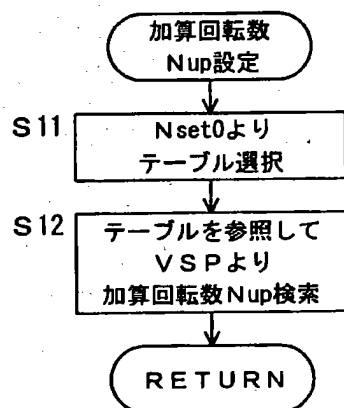 加算回転数
Nup設定
S11
Nset0より
テーブル選択
S12
テーブルを参照して
VSPより
加算回転数Nup検索
RETURN